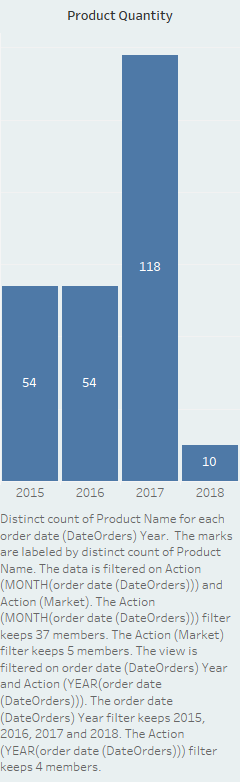 Product Quantity
118
54
54
10
2015
2016
2017
2018
Distinct count of Product Name for each
order date (DateOrders) Year.  The marks
are labeled by distinct count of Product
Name. The data is filtered on Action
(MONTH(order date (DateOrders))) and
Action (Market). The Action
(MONTH(order date (DateOrders))) filter
keeps 37 members. The Action (Market)
filter keeps 5 members. The view is
filtered on order date (DateOrders) Year
and Action (YEAR(order date
(DateOrders))). The order date
(DateOrders) Year filter keeps 2015,
2016, 2017 and 2018. The Action
(YEAR(order date (DateOrders))) filter
keeps 4 members.